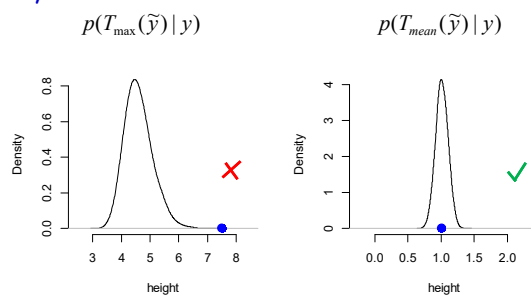 p(T_max(ỹ) | y)
p(T_mean(ỹ) | y)
Density
0.0 0.2 0.4 0.6 0.8
3 4 5 6 7 8
height
Density
0 1 2 3 4
0.0 0.5 1.0 1.5 2.0
height